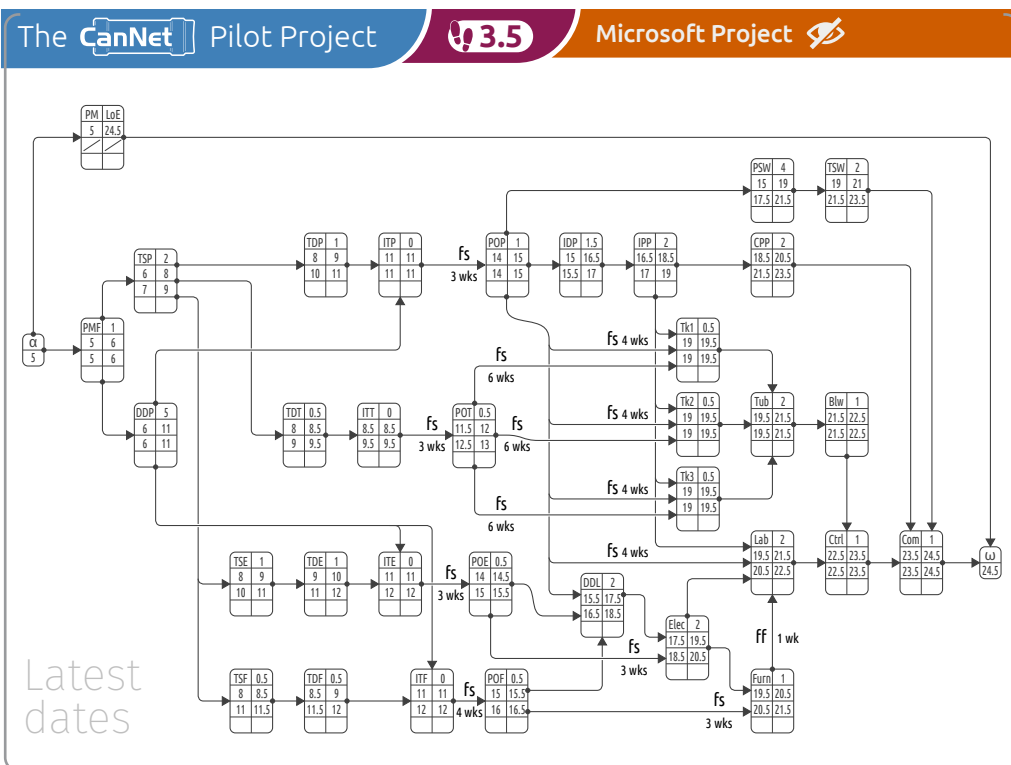 The CanNet Pilot Project
3.5
Microsoft Project
PM LoE
5 24.5
PSW 4
15 19
17.5 21.5
TSW 2
19 21
21.5 23.5
TSP 2
6 8
7 9
TDP 1
8 9
10 11
ITP 0
11 11
11 11
fs
3 wks
POP 1
14 15
14 15
IDP 1.5
15 16.5
15.5 17
IPP 2
16.5 18.5
17 19
CPP 2
18.5 20.5
21.5 23.5
α
5
PMF 1
5 6
5 6
fs 4 wks
Tk1 0.5
19 19.5
19 19.5
fs
6 wks
DDP 5
6 11
6 11
TDT 0.5
8 8.5
9 9.5
ITT 0
8.5 8.5
9.5 9.5
fs
3 wks
POT 0.5
11.5 12
12.5 13
fs
6 wks
fs 4 wks
Tk2 0.5
19 19.5
19 19.5
Tub 2
19.5 21.5
19.5 21.5
Blw 1
21.5 22.5
21.5 22.5
fs 4 wks
Tk3 0.5
19 19.5
19 19.5
fs
6 wks
TSE 1
8 9
10 11
TDE 1
9 10
11 12
ITE 0
11 11
12 12
fs
3 wks
POE 0.5
14 14.5
15 15.5
fs 4 wks
DDL 2
15.5 17.5
16.5 18.5
Lab 2
19.5 21.5
20.5 22.5
Ctrl 1
22.5 23.5
22.5 23.5
Com 1
23.5 24.5
23.5 24.5
ω
24.5
Elec 2
17.5 19.5
18.5 20.5
fs
3 wks
ff 1 wk
TSF 0.5
8 8.5
11 11.5
TDF 0.5
8.5 9
11.5 12
ITF 0
11 11
12 12
fs
4 wks
POF 0.5
15 15.5
16 16.5
fs
3 wks
Furn 1
19.5 20.5
20.5 21.5
Latest
dates